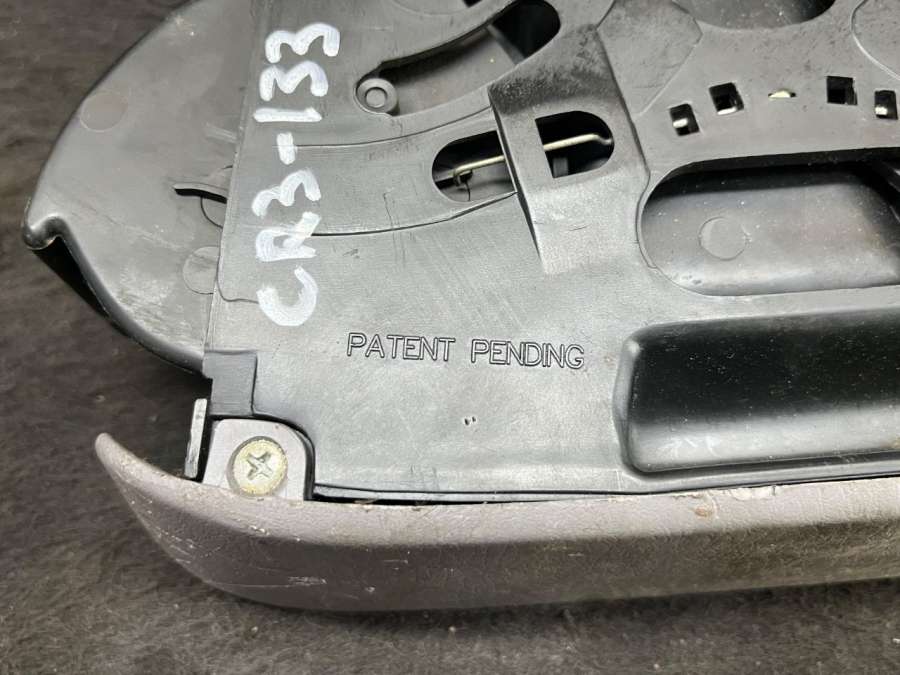 CR3-133
PATENT PENDING